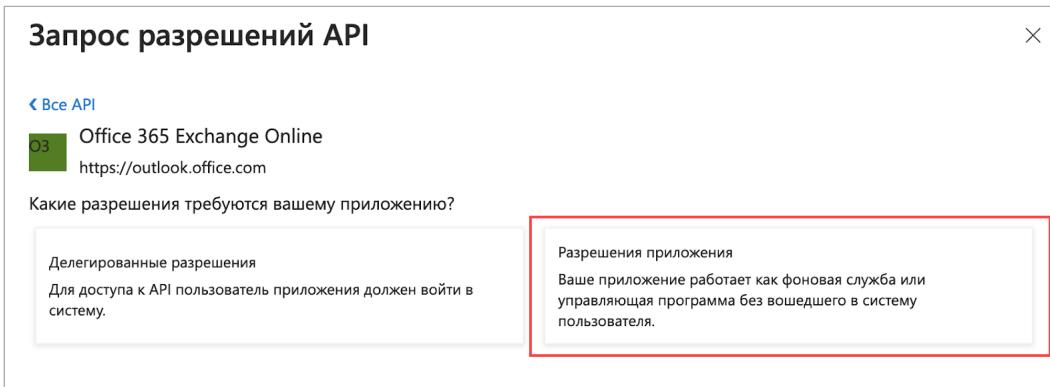 Запрос разрешений API
Все API
O3
Office 365 Exchange Online
https://outlook.office.com
Какие разрешения требуются вашему приложению?
Делегированные разрешения
Для доступа к API пользователь приложения должен войти в
систему.
Разрешения приложения
Ваше приложение работает как фоновая служба или
управляющая программа без вошедшего в систему
пользователя.